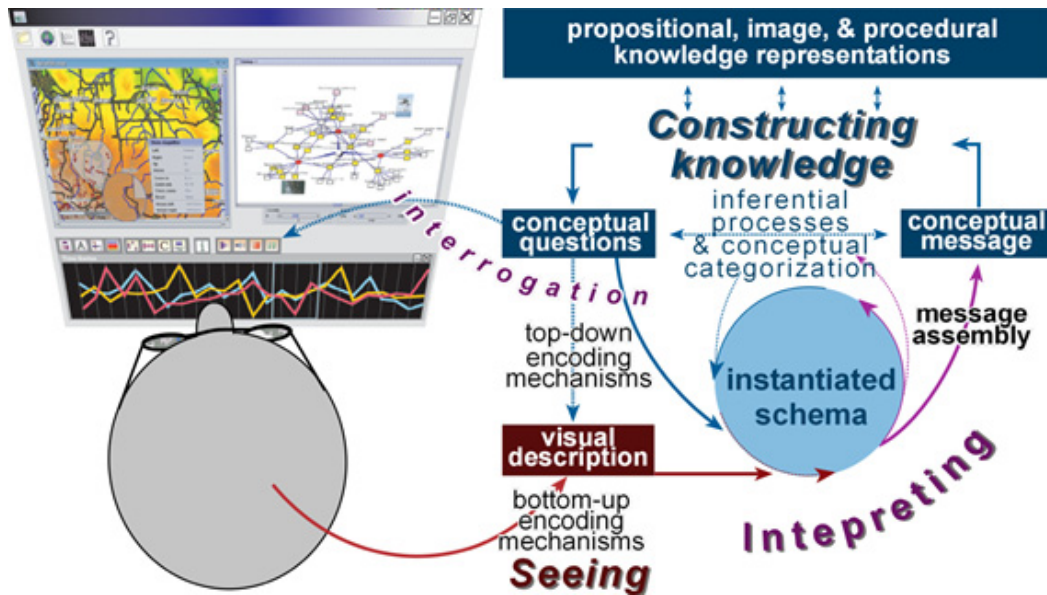 propositional, image, & procedural
knowledge representations
Constructing
knowledge
inferential
processes
& conceptual
categorization
conceptual
questions
conceptual
message
interrogation
top-down
encoding
mechanisms
message
assembly
instantiated
schema
visual
description
bottom-up
encoding
mechanisms
Seeing
Intepreting